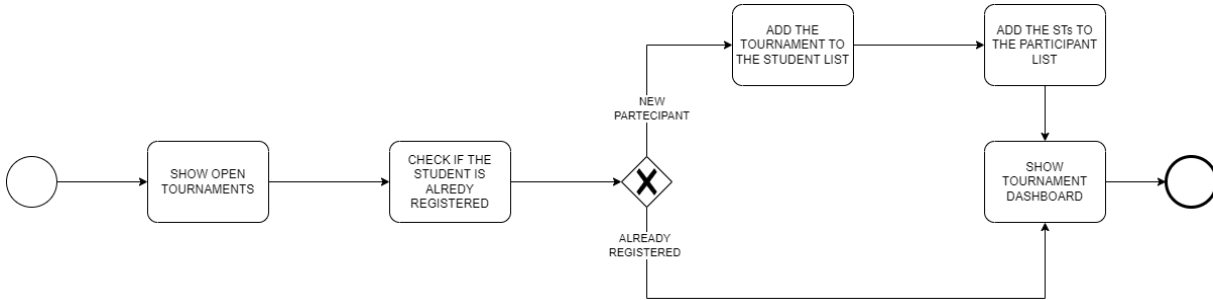 ADD THE
TOURNAMENT TO
THE STUDENT LIST
ADD THE STs TO
THE PARTICIPANT
LIST
NEW
PARTECIPANT
SHOW OPEN
TOURNAMENTS
CHECK IF THE
STUDENT IS
ALREDY
REGISTERED
SHOW
TOURNAMENT
DASHBOARD
ALREADY
REGISTERED